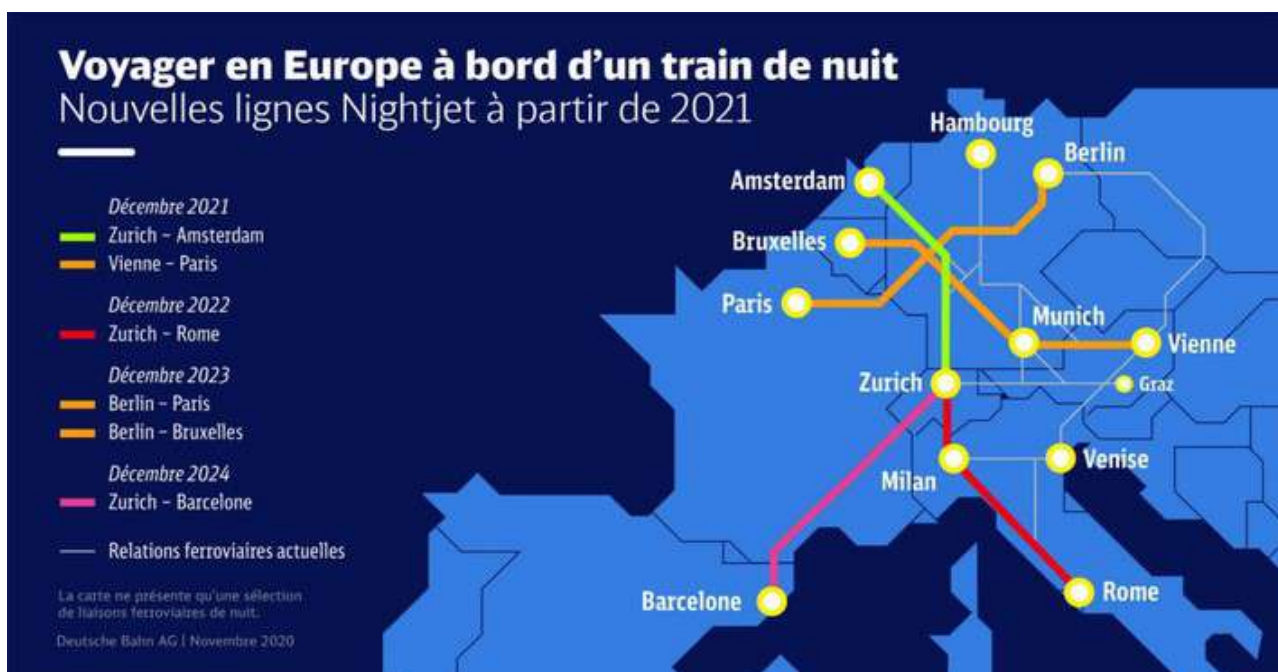 Voyager en Europe à bord d'un train de nuit
Nouvelles lignes Nightjet à partir de 2021
Décembre 2021
Zurich – Amsterdam
Vienne – Paris
Décembre 2022
Zurich – Rome
Décembre 2023
Berlin – Paris
Berlin – Bruxelles
Décembre 2024
Zurich – Barcelone
Relations ferroviaires actuelles
La carte ne présente qu'une sélection
de liaisons ferroviaires de nuit.
Deutsche Bahn AG | Novembre 2020
Hambourg
Berlin
Amsterdam
Bruxelles
Paris
Munich
Vienne
Zurich
Graz
Milan
Venise
Barcelone
Rome